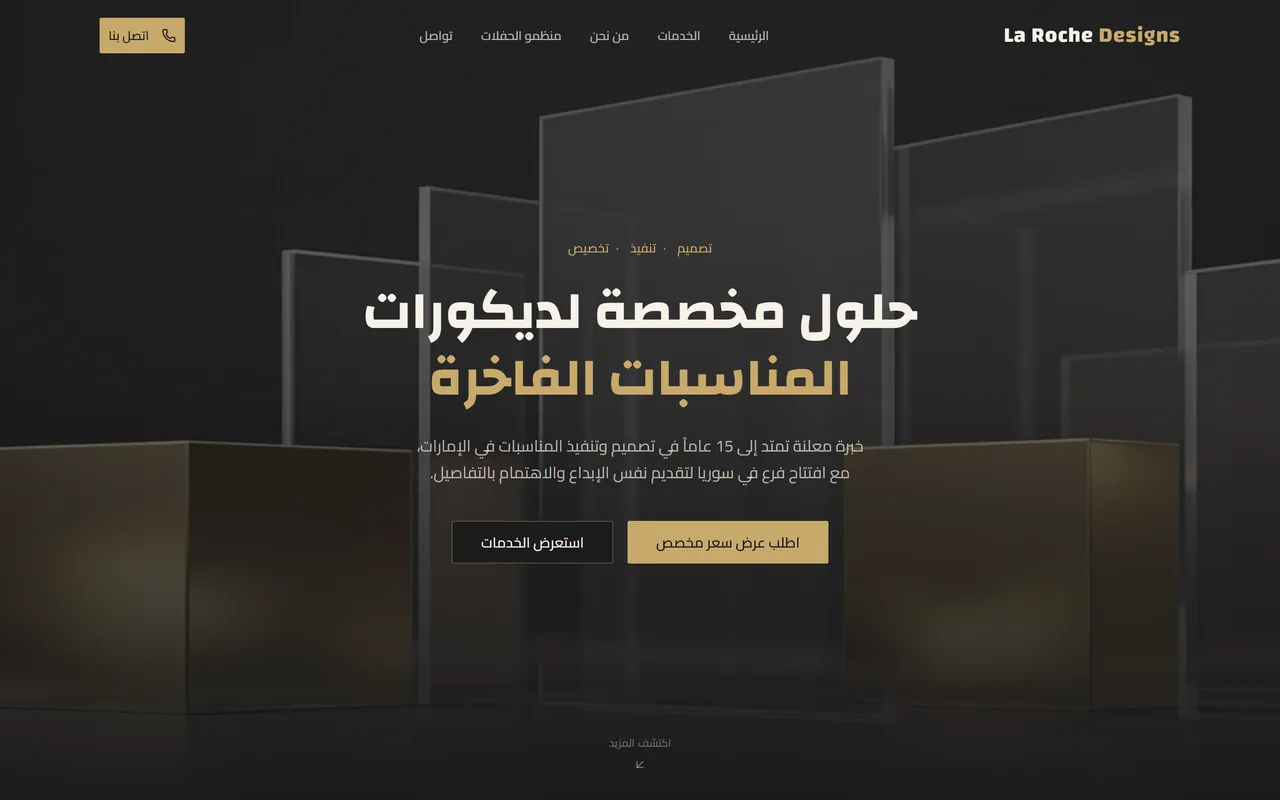 La Roche Designs
الرئيسية
الخدمات
من نحن
منظمو الحفلات
تواصل
اتصل بنا
تصميم · تنفيذ · تخصيص
حلول مخصصة لديكورات
المناسبات الفاخرة
خبرة معلنة تمتد إلى 15 عاماً في تصميم وتنفيذ المناسبات في الإمارات،
مع افتتاح فرع في سوريا لتقديم نفس الإبداع والاهتمام بالتفاصيل.
اطلب عرض سعر مخصص
استعرض الخدمات
اكتشف المزيد